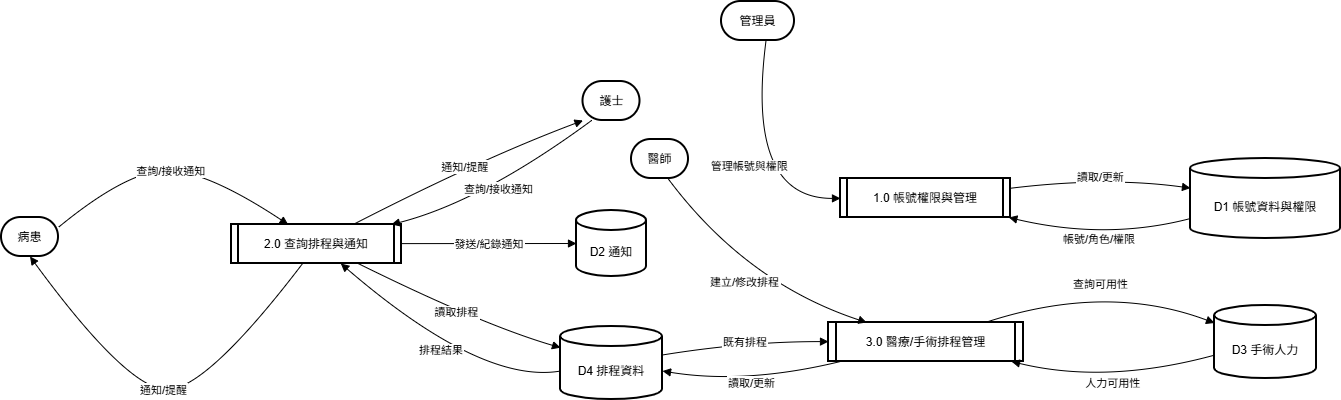 管理員
護士
醫師
通知/提醒
管理帳號與權限
查詢/接收通知
讀取/更新
查詢/接收通知
1.0 帳號權限與管理
D1 帳號資料與權限
病患
帳號/角色/權限
2.0 查詢排程與通知
發送/紀錄通知
D2 通知
建立/修改排程
查詢可用性
讀取排程
既有排程
3.0 醫療/手術排程管理
D3 手術人力
排程結果
D4 排程資料
讀取/更新
人力可用性
通知/提醒